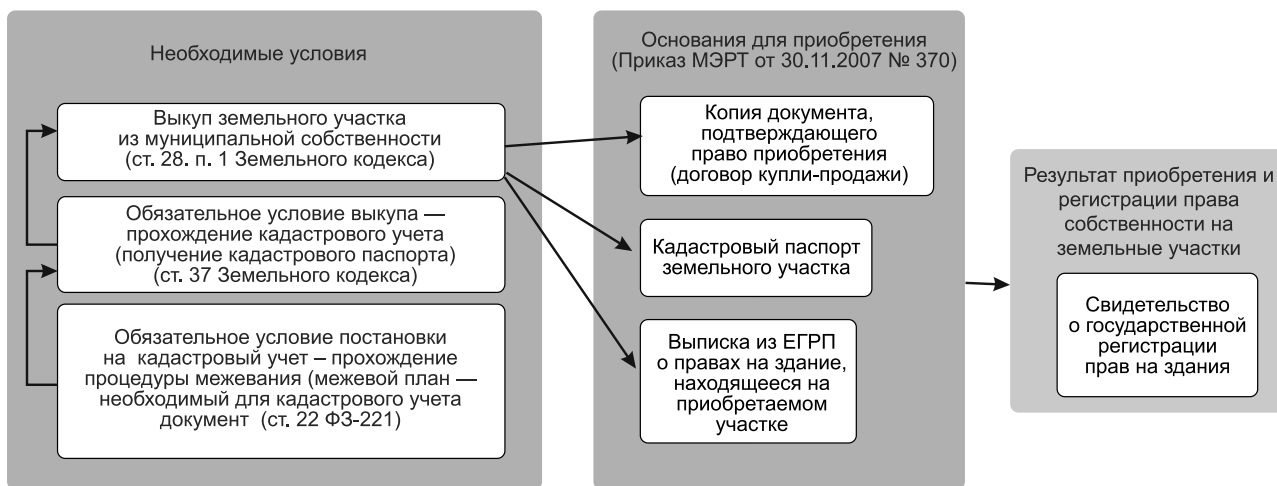 Необходимые условия
Выкуп земельного участка
из муниципальной собственности
(ст. 28. п. 1 Земельного кодекса)
Обязательное условие выкупа —
прохождение кадастрового учета
(получение кадастрового паспорта)
(ст. 37 Земельного кодекса)
Обязательное условие постановки
на кадастровый учет – прохождение
процедуры межевания (межевой план —
необходимый для кадастрового учета
документ (ст. 22 ФЗ-221)
Основания для приобретения
(Приказ МЭРТ от 30.11.2007 № 370)
Копия документа,
подтверждающего
право приобретения
(договор купли-продажи)
Кадастровый паспорт
земельного участка
Выписка из ЕГРП
о правах на здание,
находящееся на
приобретаемом
участке
Результат приобретения и
регистрации права
собственности на
земельные участки
Свидетельство
о государственной
регистрации
прав на здания